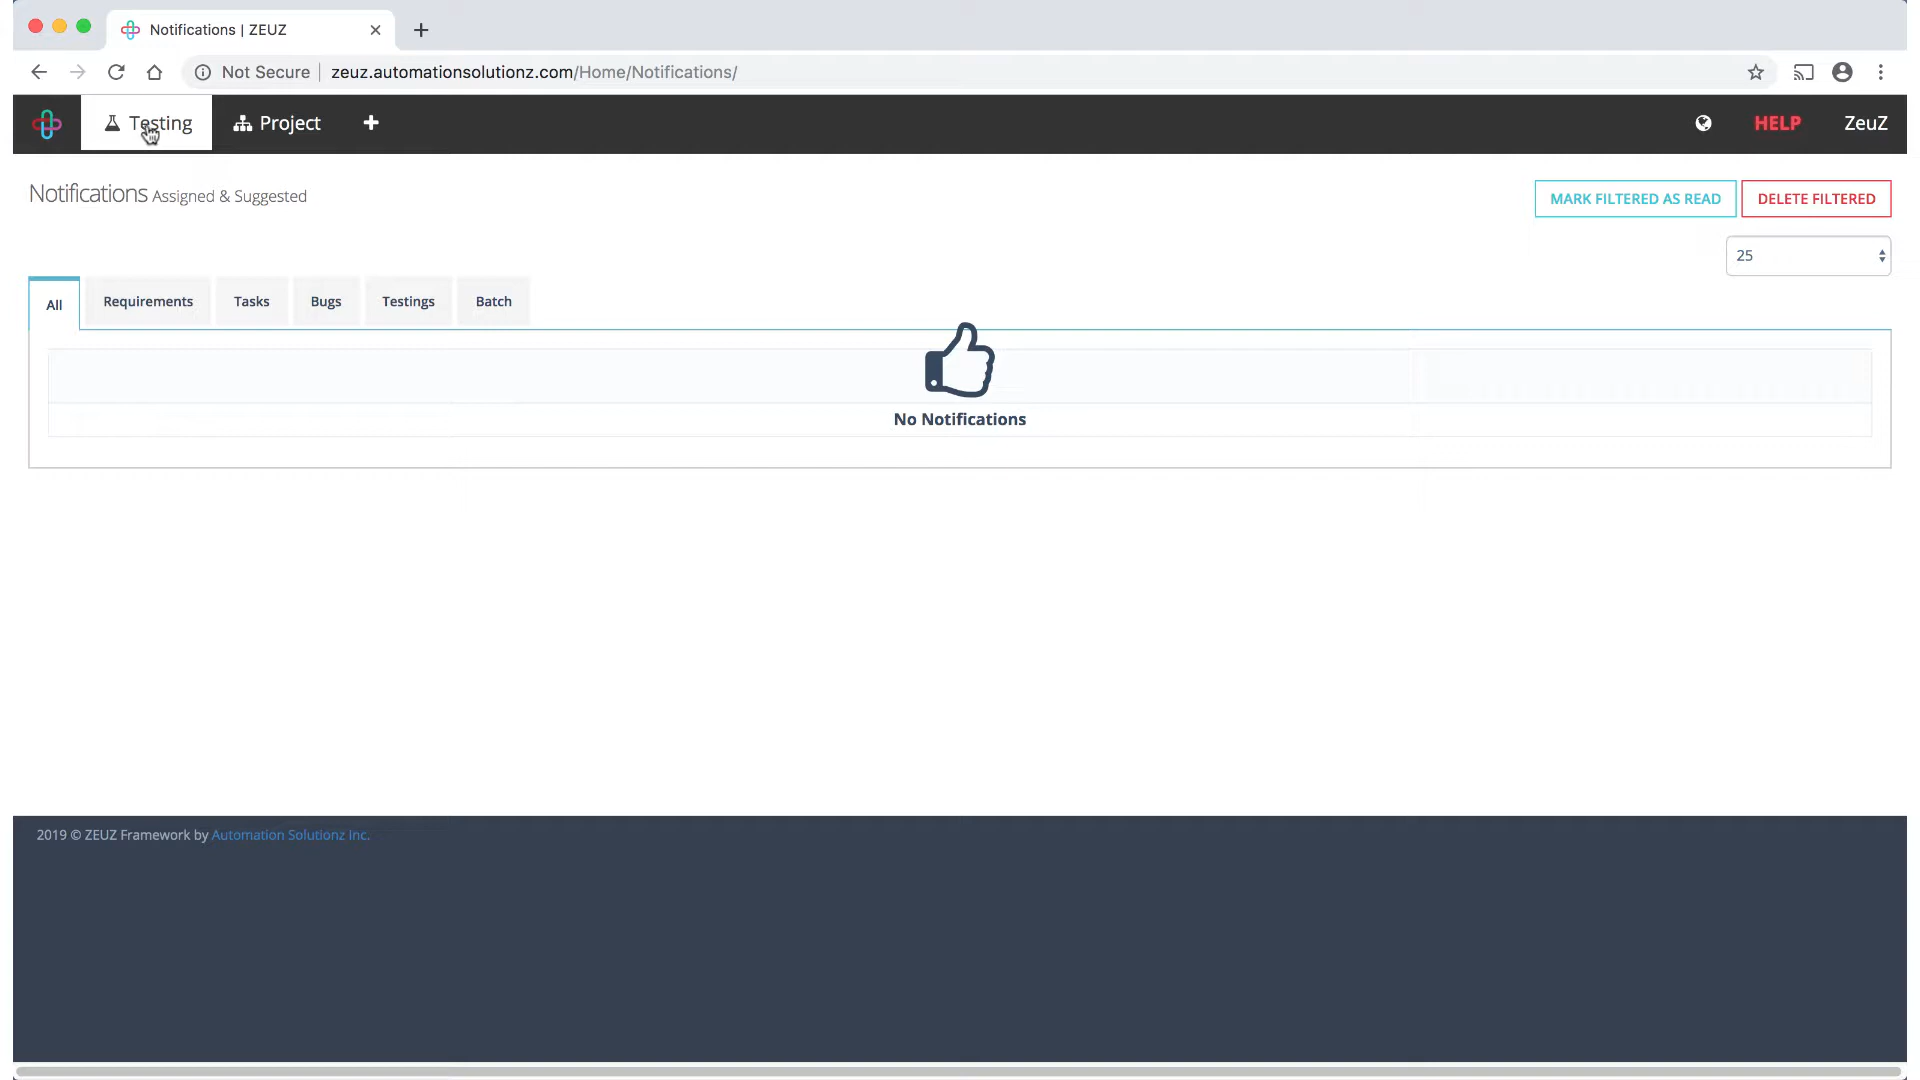 Notifications | ZEUZ
Not Secure | zeuz.automationsolutionz.com/Home/Notifications/
Testing Project HELP ZeuZ
Notifications Assigned & Suggested
MARK FILTERED AS READ DELETE FILTERED
25
All Requirements Tasks Bugs Testings Batch
No Notifications
2019 © ZEUZ Framework by Automation Solutionz Inc.